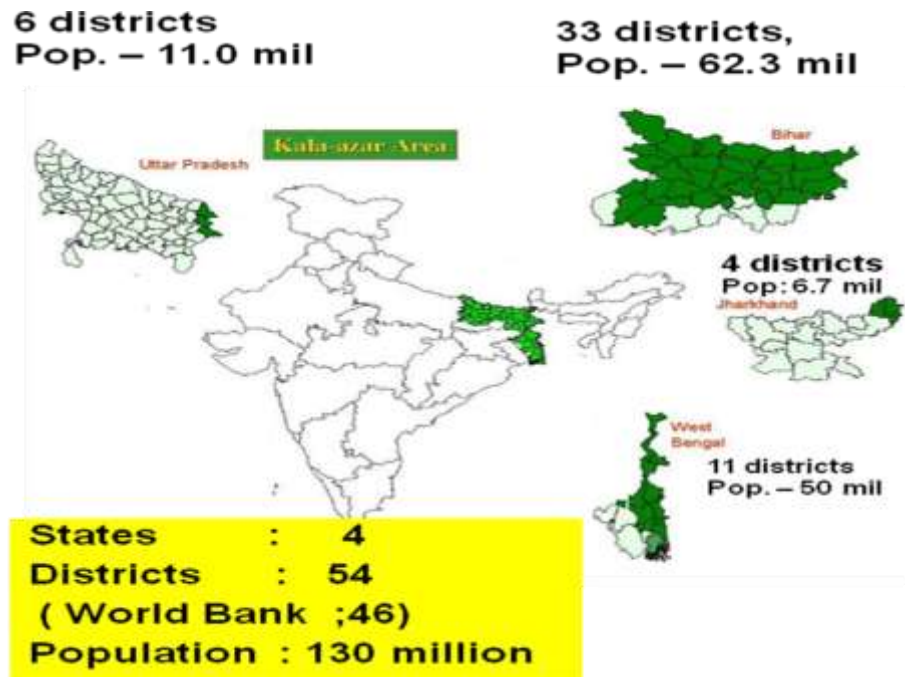 6 districts
Pop. – 11.0 mil
33 districts,
Pop. – 62.3 mil
Kala-azar Area
Uttar Pradesh
Bihar
4 districts
Pop: 6.7 mil
Jharkhand
West
Bengal
11 districts
Pop. – 50 mil
States : 4
Districts : 54
( World Bank ;46)
Population : 130 million